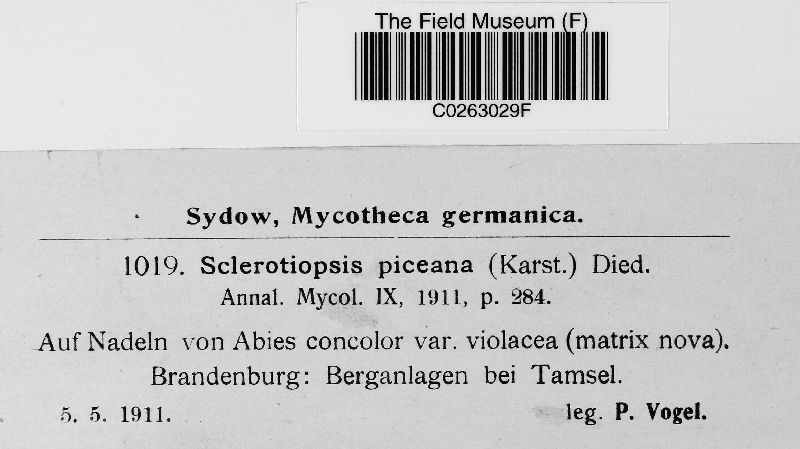 The Field Museum (F)
C0263029F
Sydow, Mycotheca germanica.
1019. Sclerotiopsis piceana (Karst.) Died.
Annal. Mycol. IX, 1911, p. 284.
Auf Nadeln von Abies concolor var. violacea (matrix nova).
Brandenburg: Berganlagen bei Tamsel.
5. 5. 1911. leg. P. Vogel.